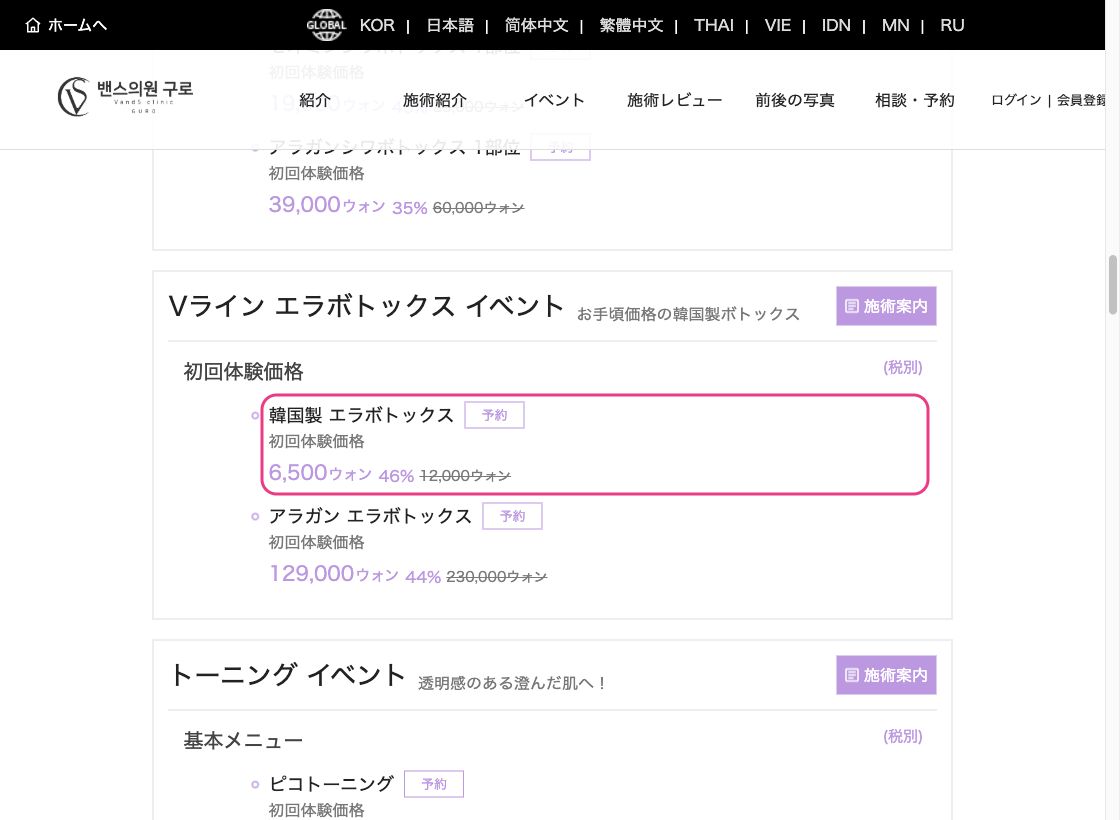 ホームへ
GLOBAL KOR | 日本語 | 简体中文 | 繁體中文 | THAI | VIE | IDN | MN | RU
밴스의원 구로
VandS clinic
GURO
紹介 施術紹介 イベント 施術レビュー 前後の写真 相談・予約 ログイン | 会員登録
初回体験価格
アラガンシワボトックス 1部位 予約
初回体験価格
39,000ウォン 35% 60,000ウォン
Vライン エラボトックス イベント お手頃価格の韓国製ボトックス 施術案内
初回体験価格 (税別)
韓国製 エラボトックス 予約
初回体験価格
6,500ウォン 46% 12,000ウォン
アラガン エラボトックス 予約
初回体験価格
129,000ウォン 44% 230,000ウォン
トーニング イベント 透明感のある澄んだ肌へ！ 施術案内
基本メニュー (税別)
ピコトーニング 予約
初回体験価格